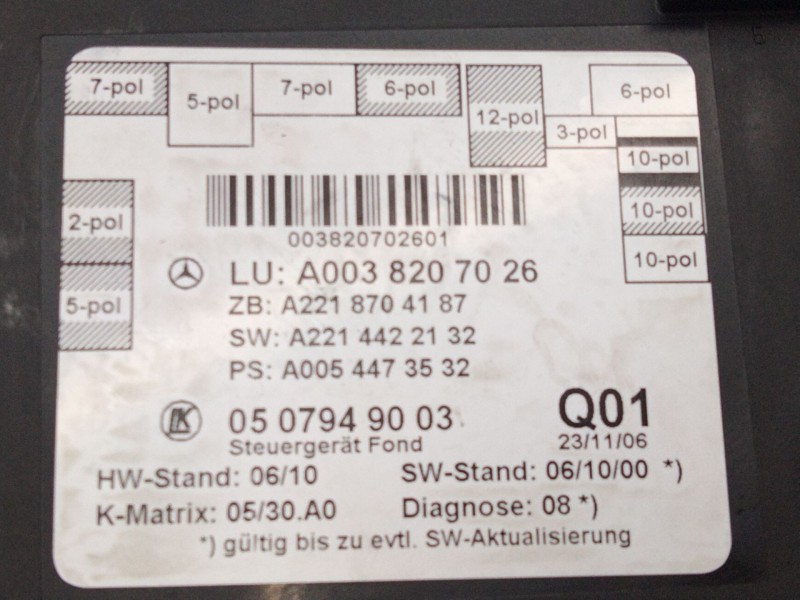 7-pol
5-pol
7-pol
6-pol
12-pol
3-pol
6-pol
10-pol
10-pol
10-pol
2-pol
5-pol
003820702601
LU: A003 820 70 26
ZB: A221 870 41 87
SW: A221 442 21 32
PS: A005 447 35 32
05 0794 90 03
Q01
Steuergerät Fond
23/11/06
HW-Stand: 06/10 SW-Stand: 06/10/00 *)
K-Matrix: 05/30.A0 Diagnose: 08 *)
*) gültig bis zu evtl. SW-Aktualisierung